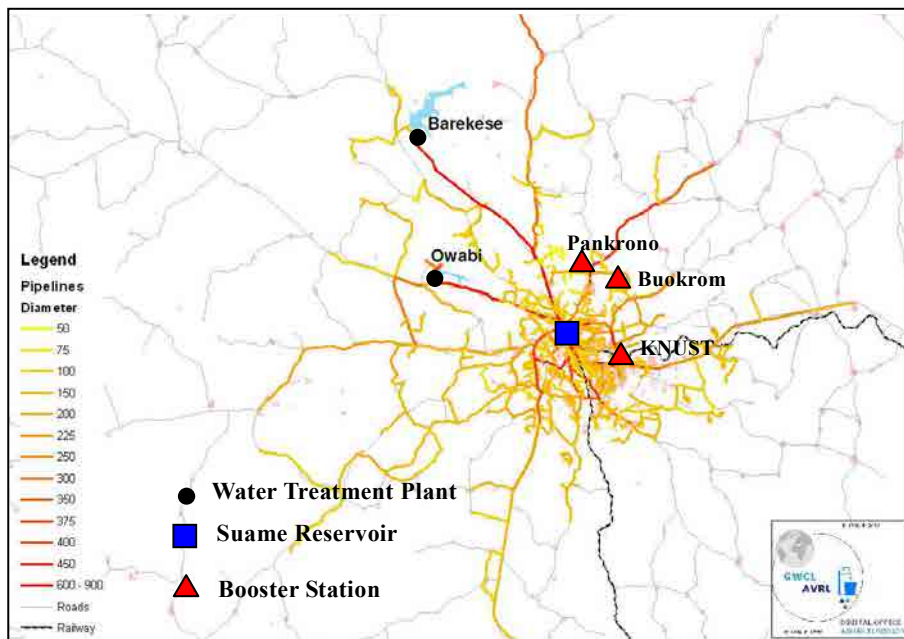 Barekese
Pankrono
Owabi
Buokrom
KNUST
Legend
Pipelines
Diameter
50
75
100
150
200
225
250
300
350
375
400
450
600 - 900
Roads
Railway
Water Treatment Plant
Suame Reservoir
Booster Station
GWCL
AVRL